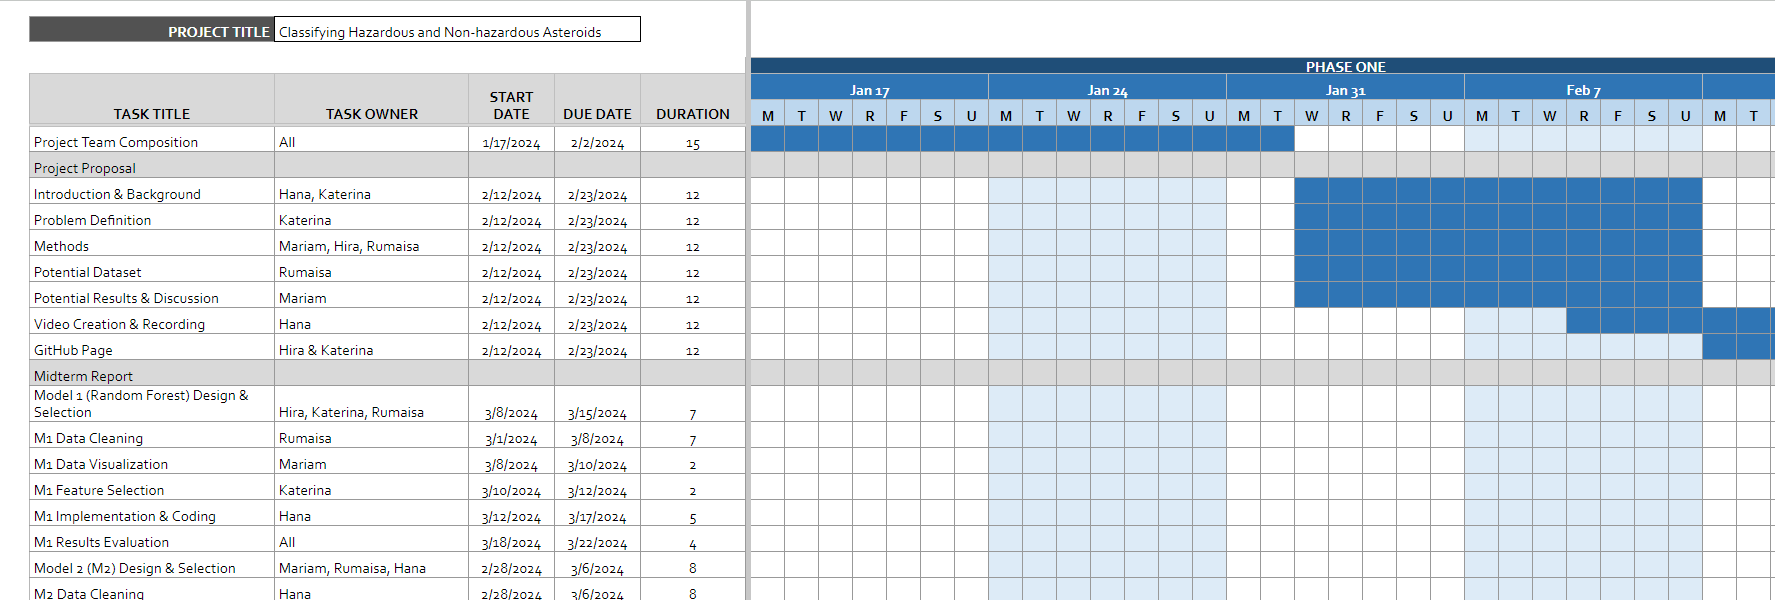 PROJECT TITLE Classifying Hazardous and Non-hazardous Asteroids
PHASE ONE
Jan 17 Jan 24 Jan 31 Feb 7
TASK TITLE TASK OWNER START DATE DUE DATE DURATION M T W R F S U M T W R F S U M T W R F S U M T W R F S U M T
Project Team Composition All 1/17/2024 2/2/2024 15
Project Proposal
Introduction & Background Hana, Katerina 2/12/2024 2/23/2024 12
Problem Definition Katerina 2/12/2024 2/23/2024 12
Methods Mariam, Hira, Rumaisa 2/12/2024 2/23/2024 12
Potential Dataset Rumaisa 2/12/2024 2/23/2024 12
Potential Results & Discussion Mariam 2/12/2024 2/23/2024 12
Video Creation & Recording Hana 2/12/2024 2/23/2024 12
GitHub Page Hira & Katerina 2/12/2024 2/23/2024 12
Midterm Report
Model 1 (Random Forest) Design &
Selection Hira, Katerina, Rumaisa 3/8/2024 3/15/2024 7
M1 Data Cleaning Rumaisa 3/1/2024 3/8/2024 7
M1 Data Visualization Mariam 3/8/2024 3/10/2024 2
M1 Feature Selection Katerina 3/10/2024 3/12/2024 2
M1 Implementation & Coding Hana 3/12/2024 3/17/2024 5
M1 Results Evaluation All 3/18/2024 3/22/2024 4
Model 2 (M2) Design & Selection Mariam, Rumaisa, Hana 2/28/2024 3/6/2024 8
M2 Data Cleaning Hana 2/28/2024 3/6/2024 8